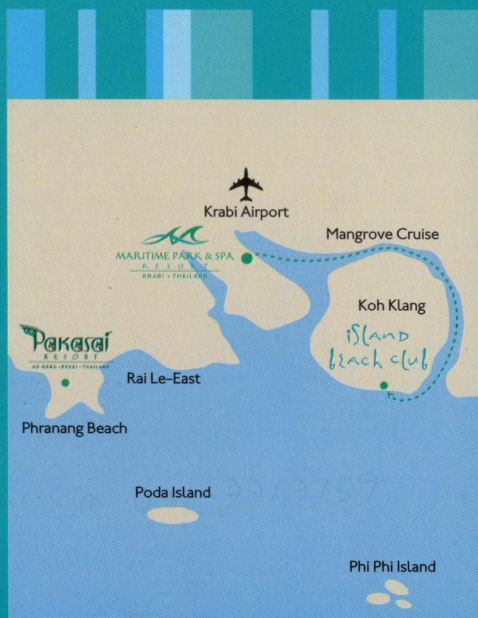 Krabi Airport
Mangrove Cruise
MARITIME PARK & SPA
RESORT
KRABI • THAILAND
Koh Klang
island
beach club
Pakasai
RESORT
AO NANG • KRABI • THAILAND
Rai Le-East
Phranang Beach
Poda Island
Phi Phi Island